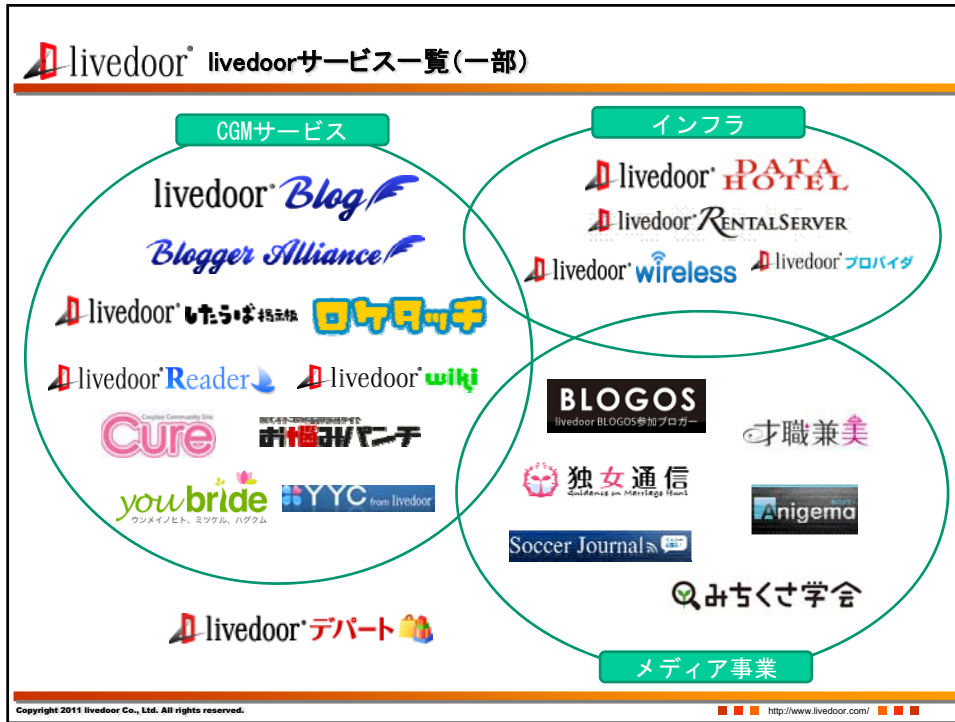 livedoor livedoorサービス一覧(一部)
CGMサービス
livedoor Blog
Blogger Alliance
livedoor したらば掲示板
ロケタッチ
livedoor Reader
livedoor wiki
Cosplay Community Site
Cure
お悩みパンチ
youbride
ウンメイノヒト、ミツケル、ハグクム
YYC from livedoor
インフラ
livedoor DATA HOTEL
livedoor RENTALSERVER
livedoor wireless
livedoor プロバイダ
BLOGOS
livedoor BLOGOS参加ブロガー
才職兼美
独女通信
Guidance on Marriage Hunt
Anigema
Soccer Journal
みちくさ学会
メディア事業
livedoor デパート
Copyright 2011 livedoor Co., Ltd. All rights reserved.
http://www.livedoor.com/